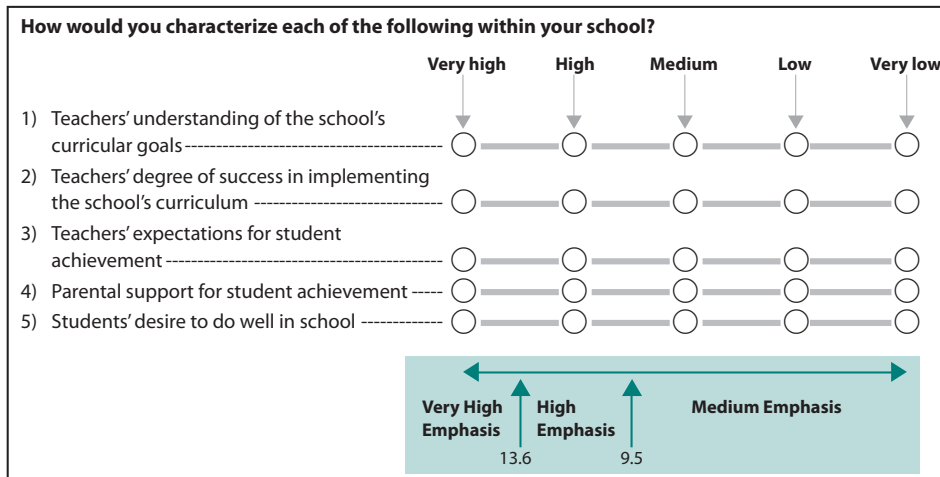 How would you characterize each of the following within your school?
Very high High Medium Low Very low
1) Teachers’ understanding of the school’s
curricular goals
2) Teachers’ degree of success in implementing
the school’s curriculum
3) Teachers’ expectations for student
achievement
4) Parental support for student achievement
5) Students’ desire to do well in school
Very High High Medium Emphasis
Emphasis Emphasis
13.6 9.5